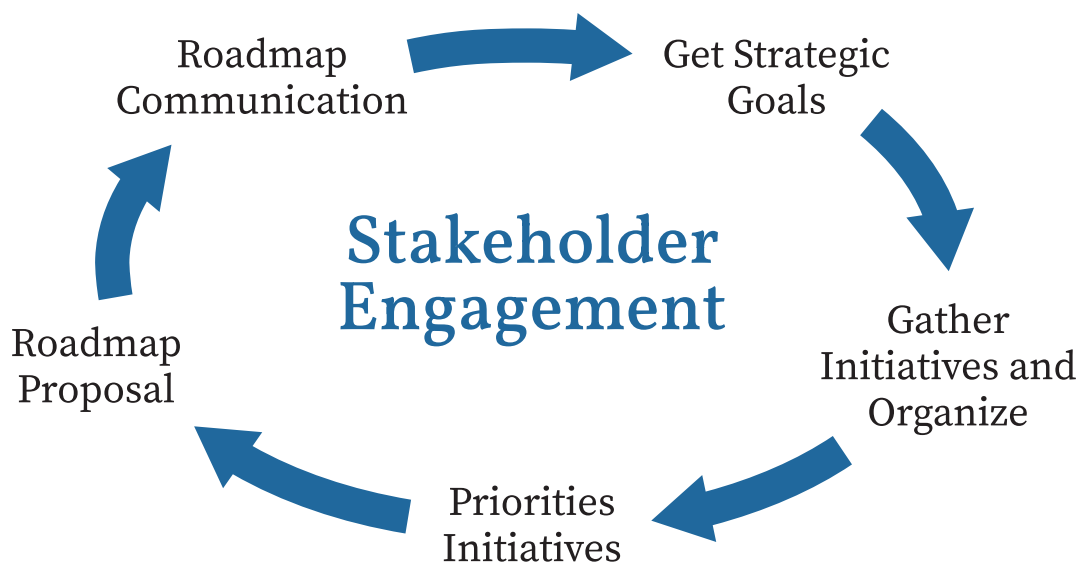 Roadmap
Communication
Get Strategic
Goals
Stakeholder
Engagement
Gather
Initiatives and
Organize
Roadmap
Proposal
Priorities
Initiatives